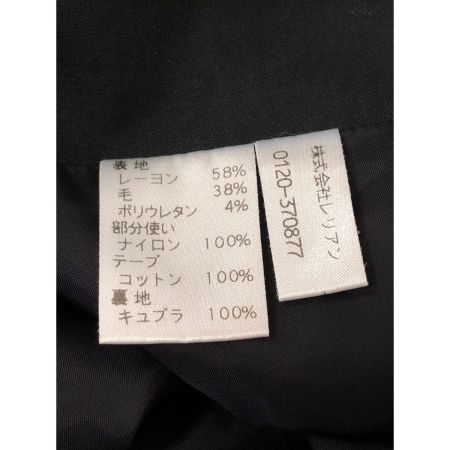 表地
レーヨン 58%
毛 38%
ポリウレタン 4%
部分使い
ナイロン 100%
テープ
コットン 100%
裏地
キュプラ 100%
株式会社レリアン
0120-370877